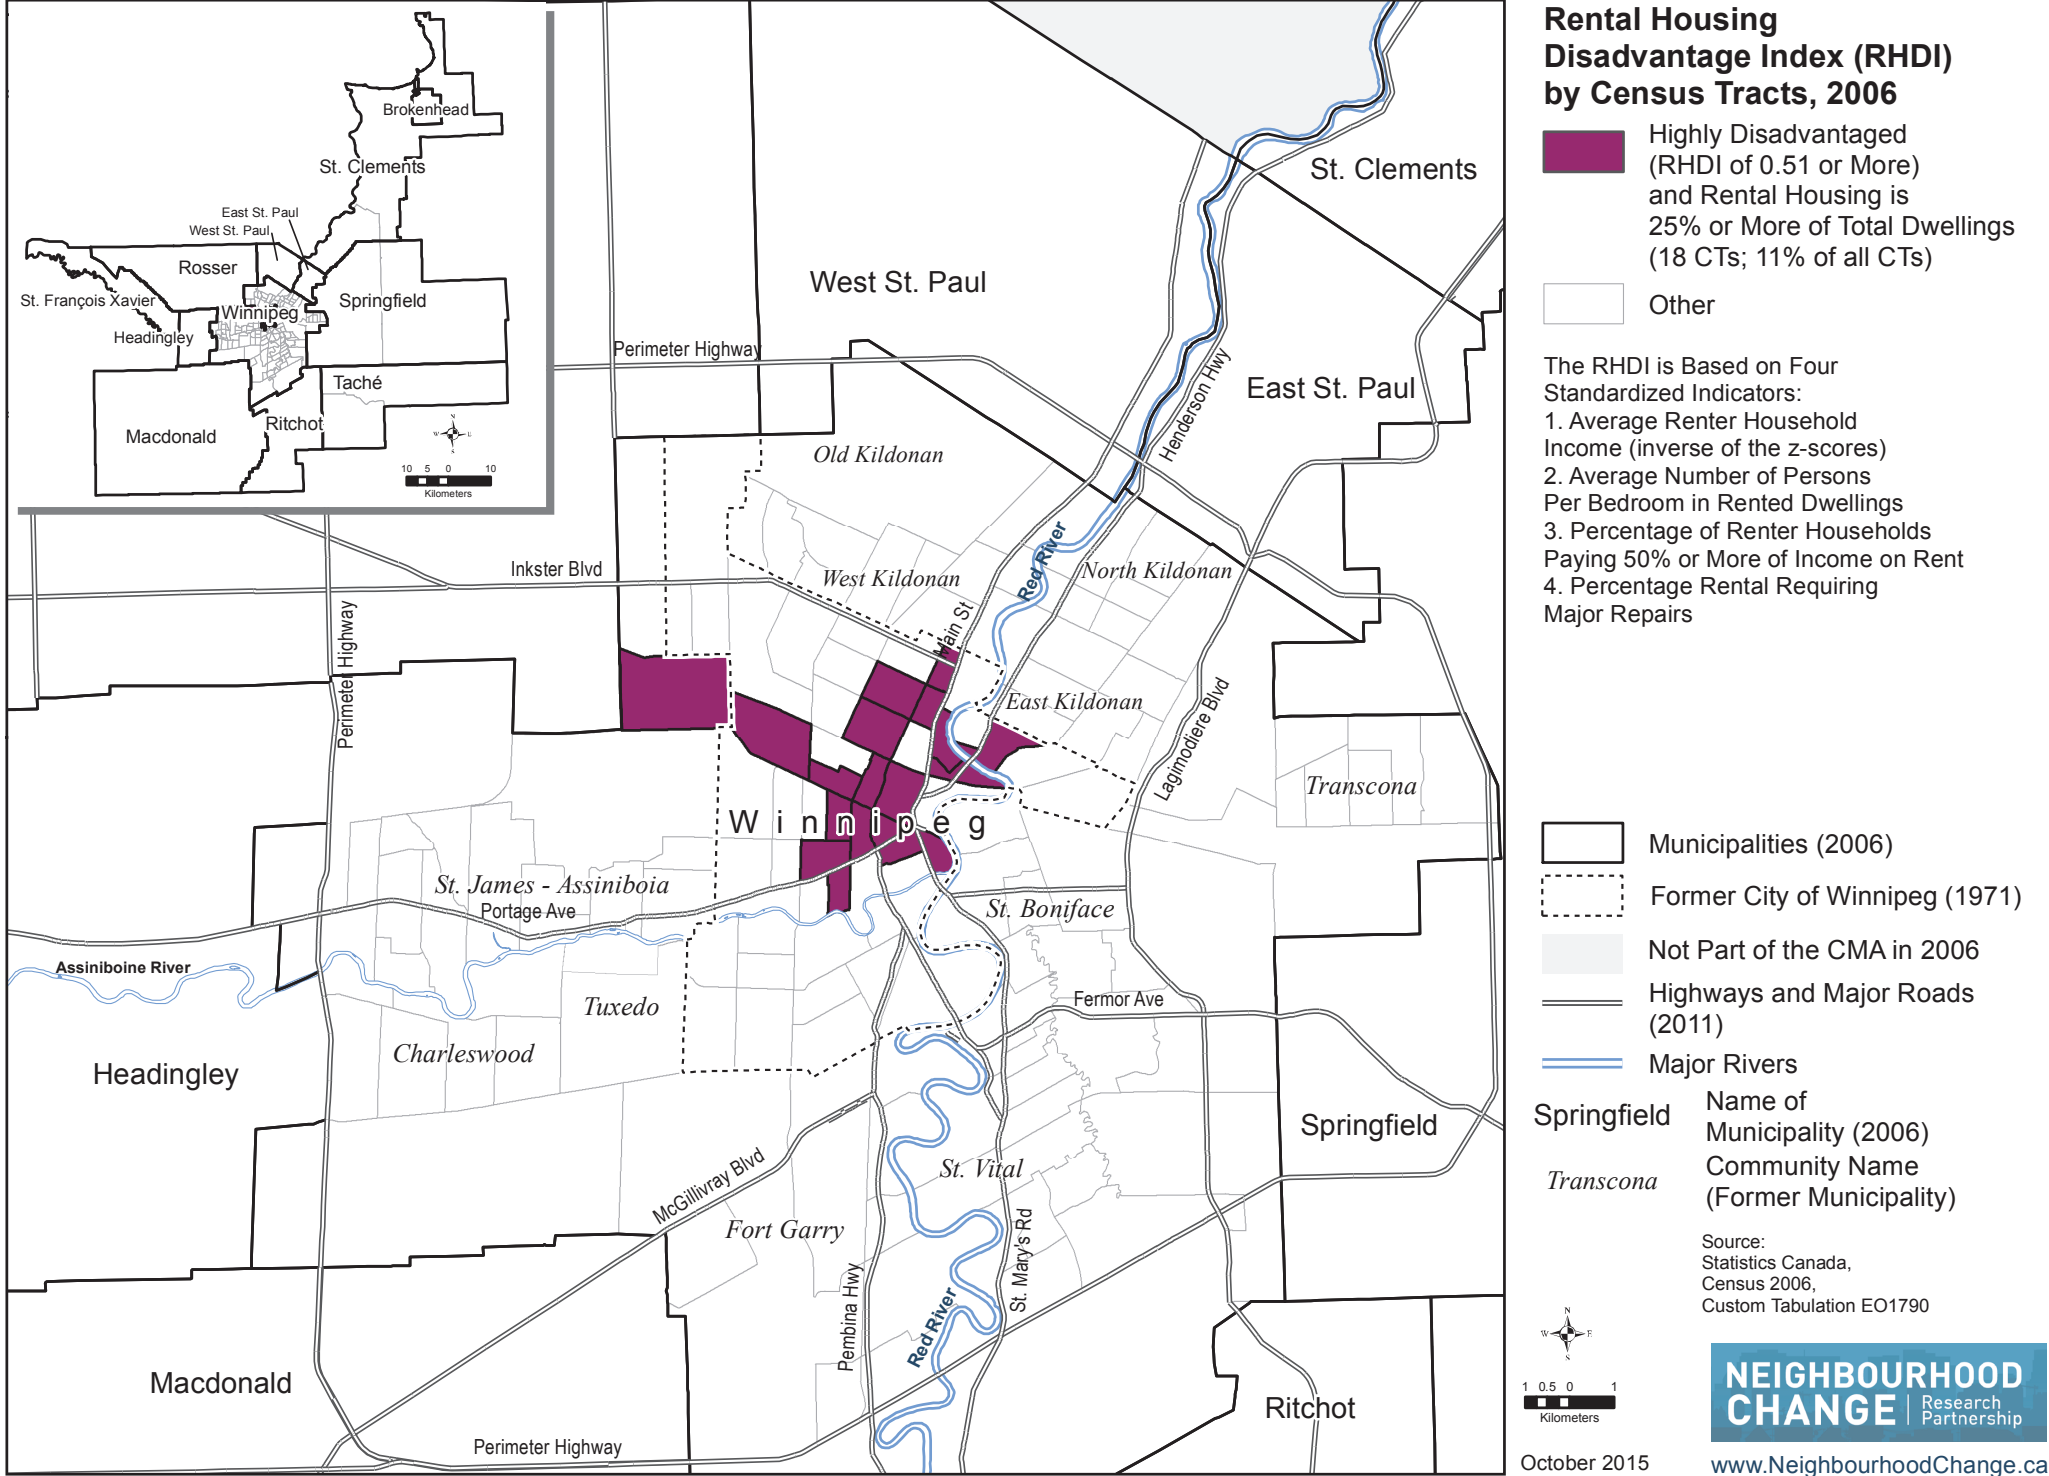 Rental Housing
Disadvantage Index (RHDI)
by Census Tracts, 2006
Highly Disadvantaged
(RHDI of 0.51 or More)
and Rental Housing is
25% or More of Total Dwellings
(18 CTs; 11% of all CTs)
Other
The RHDI is Based on Four
Standardized Indicators:
1. Average Renter Household
Income (inverse of the z-scores)
2. Average Number of Persons
Per Bedroom in Rented Dwellings
3. Percentage of Renter Households
Paying 50% or More of Income on Rent
4. Percentage Rental Requiring
Major Repairs
Municipalities (2006)
Former City of Winnipeg (1971)
Not Part of the CMA in 2006
Highways and Major Roads
(2011)
Major Rivers
Springfield
Name of
Municipality (2006)
Transcona
Community Name
(Former Municipality)
Source:
Statistics Canada,
Census 2006,
Custom Tabulation EO1790
N
W E
S
1 0.5 0 1
Kilometers
October 2015
NEIGHBOURHOOD
CHANGE
Research
Partnership
www.NeighbourhoodChange.ca
Brokenhead
St. Clements
East St. Paul
West St. Paul
Rosser
St. François Xavier
Springfield
Winnipeg
Headingley
Taché
Ritchot
Macdonald
N
W E
S
10 5 0 10
Kilometers
St. Clements
West St. Paul
Perimeter Highway
East St. Paul
Henderson Hwy
Old Kildonan
Red River
Inkster Blvd
West Kildonan
North Kildonan
Main St
Perimeter Highway
East Kildonan
Lagimodiere Blvd
Transcona
Winnipeg
St. James - Assiniboia
Portage Ave
St. Boniface
Assiniboine River
Tuxedo
Fermor Ave
Charleswood
Headingley
Springfield
St. Vital
McGillivray Blvd
Fort Garry
St. Mary's Rd
Pembina Hwy
Red River
Macdonald
Ritchot
Perimeter Highway